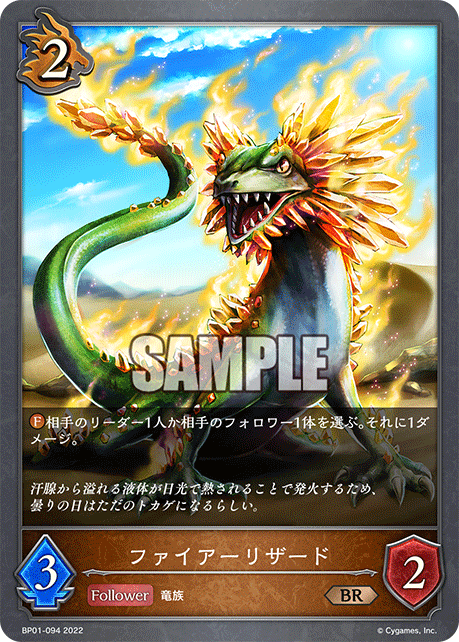 2
SAMPLE
F 相手のリーダー1人か相手のフォロワー1体を選ぶ。それに1ダ
メージ。
汗腺から溢れる液体が日光で熱されることで発火するため、
曇りの日はただのトカゲになるらしい。
ファイアーリザード
3
Follower 竜族
BR
2
BP01-094 2022
© Cygames, Inc.